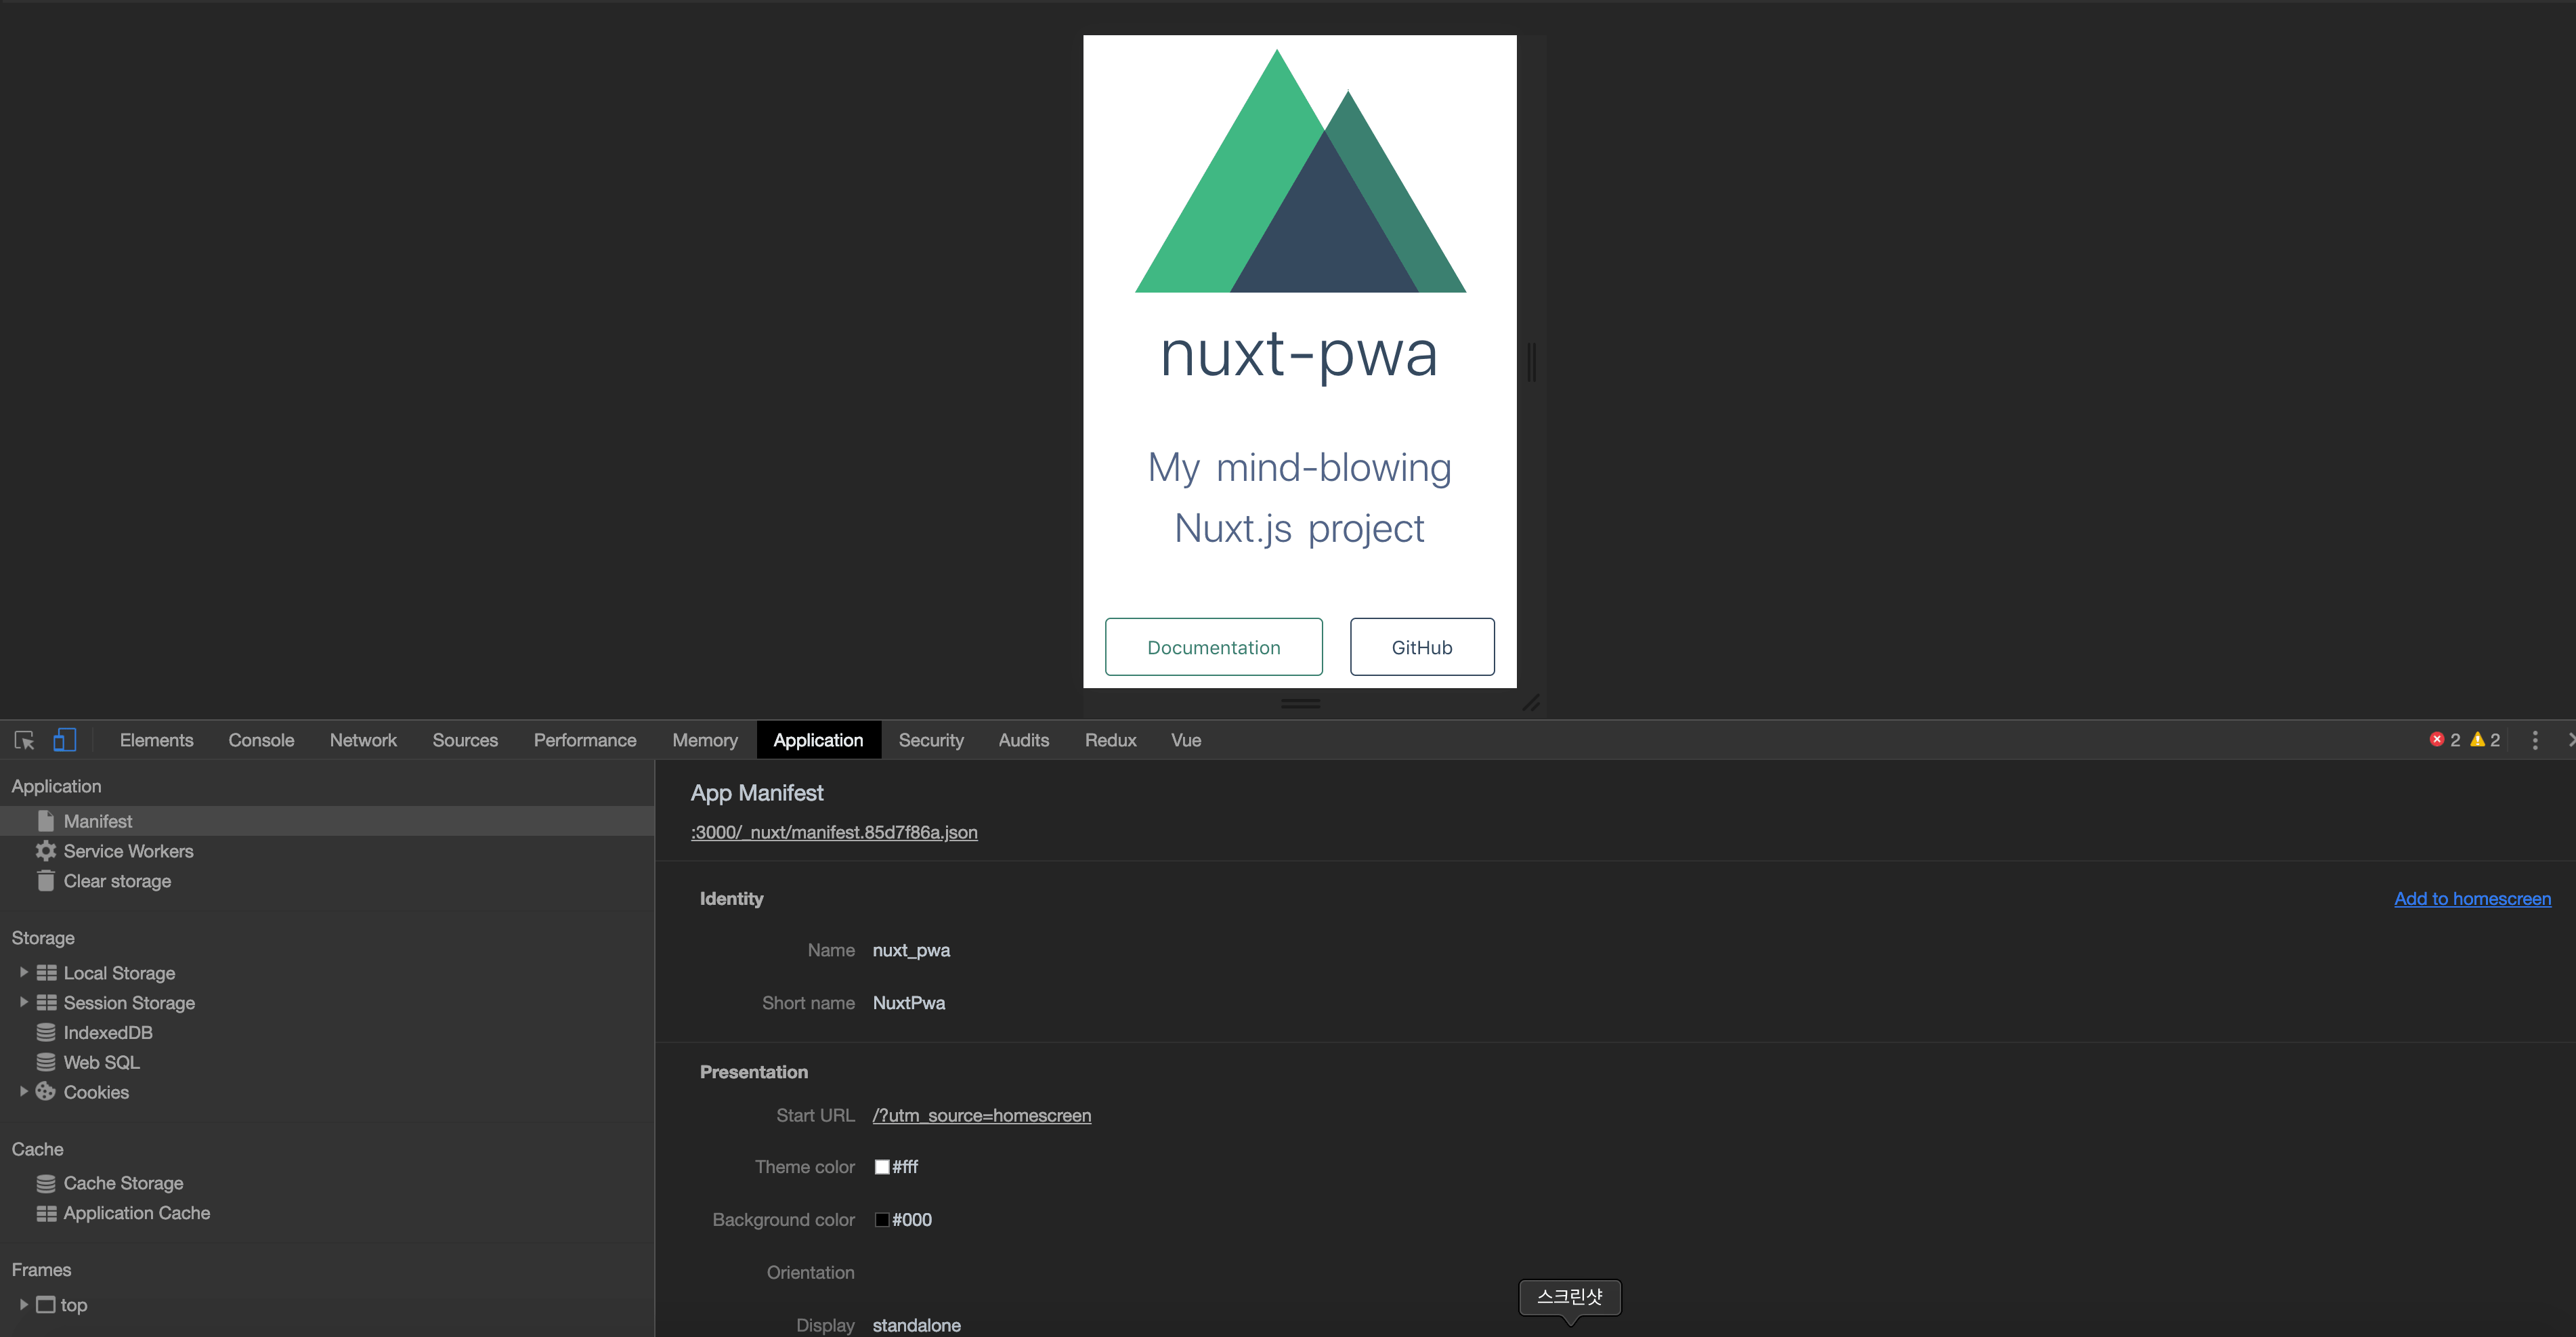 nuxt-pwa
My mind-blowing
Nuxt.js project
Documentation
GitHub
Elements Console Network Sources Performance Memory Application Security Audits Redux Vue
2 2
Application
Manifest
Service Workers
Clear storage
Storage
Local Storage
Session Storage
IndexedDB
Web SQL
Cookies
Cache
Cache Storage
Application Cache
Frames
top
App Manifest
:3000/_nuxt/manifest.85d7f86a.json
Identity
Add to homescreen
Name nuxt_pwa
Short name NuxtPwa
Presentation
Start URL /?utm_source=homescreen
Theme color #fff
Background color #000
Orientation
Display standalone
스크린샷